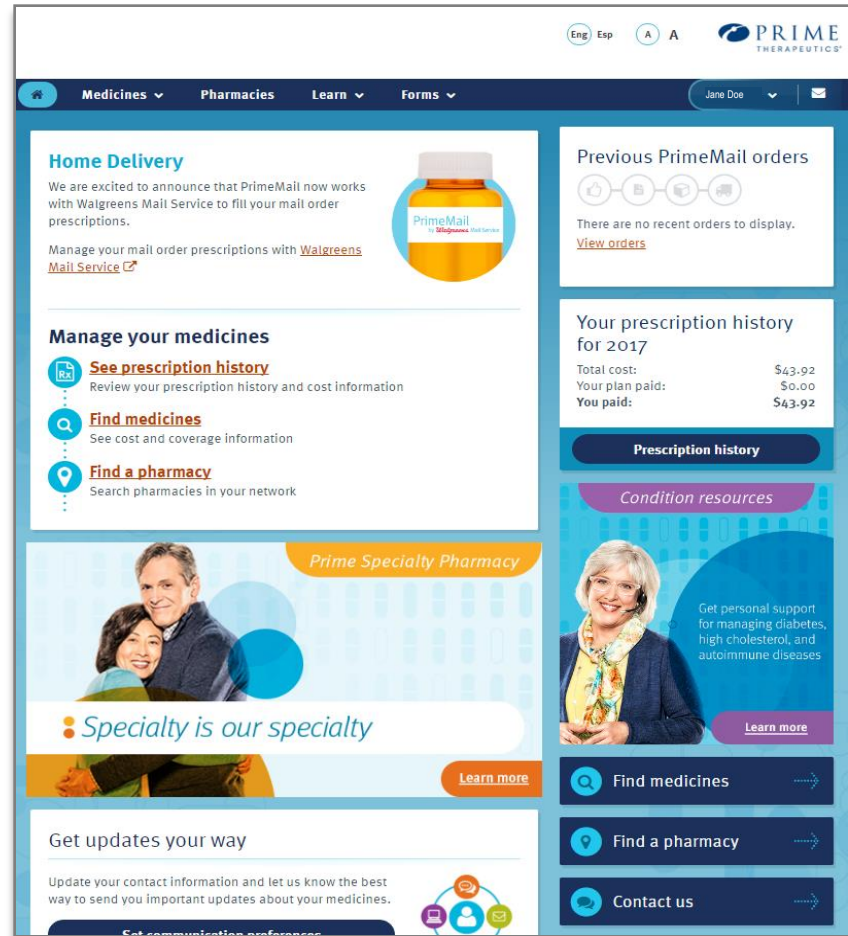 Eng Esp A A
PRIME
THERAPEUTICS
Medicines Pharmacies Learn Forms Jane Doe
Home Delivery
We are excited to announce that PrimeMail now works
with Walgreens Mail Service to fill your mail order
prescriptions.
Manage your mail order prescriptions with Walgreens
Mail Service
PrimeMail
by Walgreens Mail Service
Manage your medicines
Rx
See prescription history
Review your prescription history and cost information
Find medicines
See cost and coverage information
Find a pharmacy
Search pharmacies in your network
Prime Specialty Pharmacy
Specialty is our specialty
Learn more
Get updates your way
Update your contact information and let us know the best
way to send you important updates about your medicines.
Set communication preferences
Previous PrimeMail orders
There are no recent orders to display.
View orders
Your prescription history
for 2017
Total cost: $43.92
Your plan paid: $0.00
You paid: $43.92
Prescription history
Condition resources
Get personal support
for managing diabetes,
high cholesterol, and
autoimmune diseases
Learn more
Find medicines
Find a pharmacy
Contact us